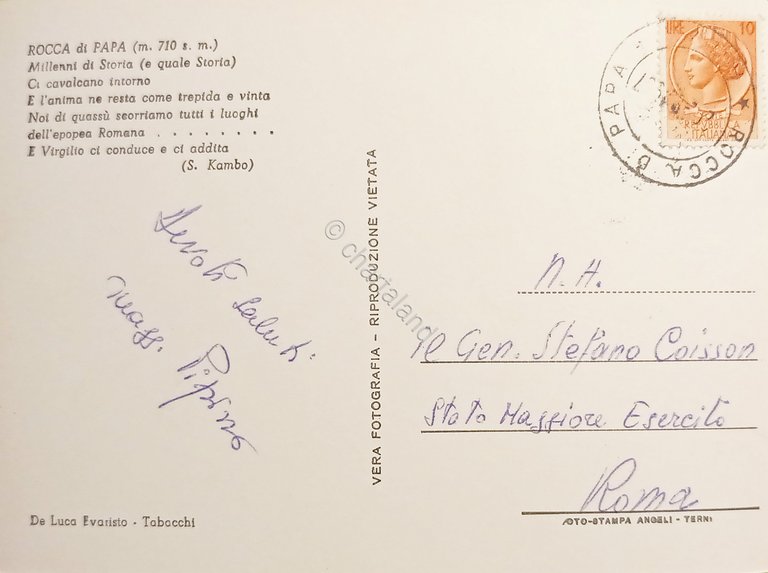 ROCCA di PAPA (m. 710 s. m.)
Millenni di Storia (e quale Storia)
Ci cavalcano intorno
E l'anima ne resta come trepida e vinta
Noi di quassù scorriamo tutti i luoghi
dell'epopea Romana . . . . . . . .
E Virgilio ci conduce e ci addita
(S. Kambo)
Devoti saluti
Magg. Pipino
De Luca Evaristo - Tabacchi
VERA FOTOGRAFIA - RIPRODUZIONE VIETATA
© chartaland
LIRE 10
REPUBBLICA ITALIANA
ROCCA DI PAPA
N. H.
Il Gen. Stefano Coisson
Stato Maggiore Esercito
Roma
FOTO-STAMPA ANGELI - TERNI